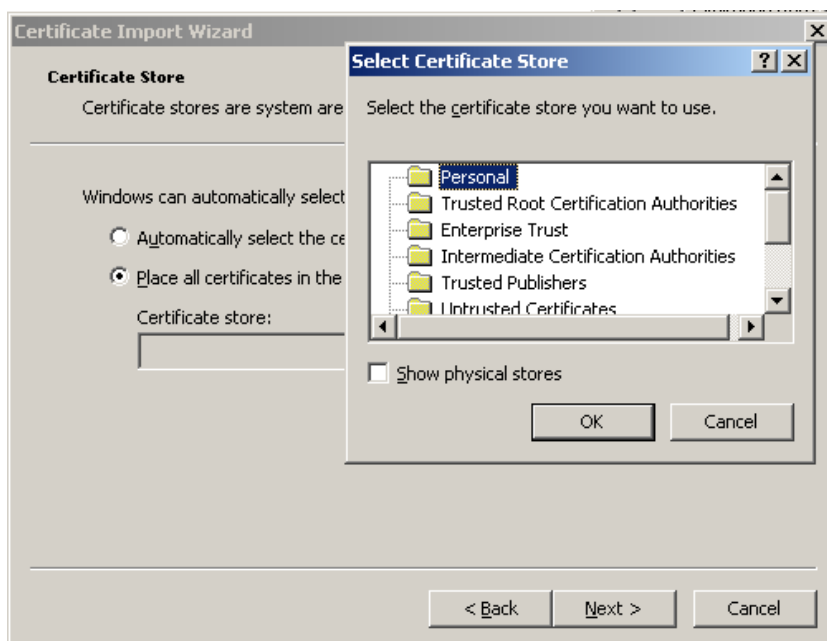 Certificate Import Wizard
Certificate Store
Certificate stores are system are
Windows can automatically select
Automatically select the ce
Place all certificates in the
Certificate store:
< Back
Next >
Cancel
Select Certificate Store
Select the certificate store you want to use.
Personal
Trusted Root Certification Authorities
Enterprise Trust
Intermediate Certification Authorities
Trusted Publishers
Untrusted Certificates
Show physical stores
OK
Cancel